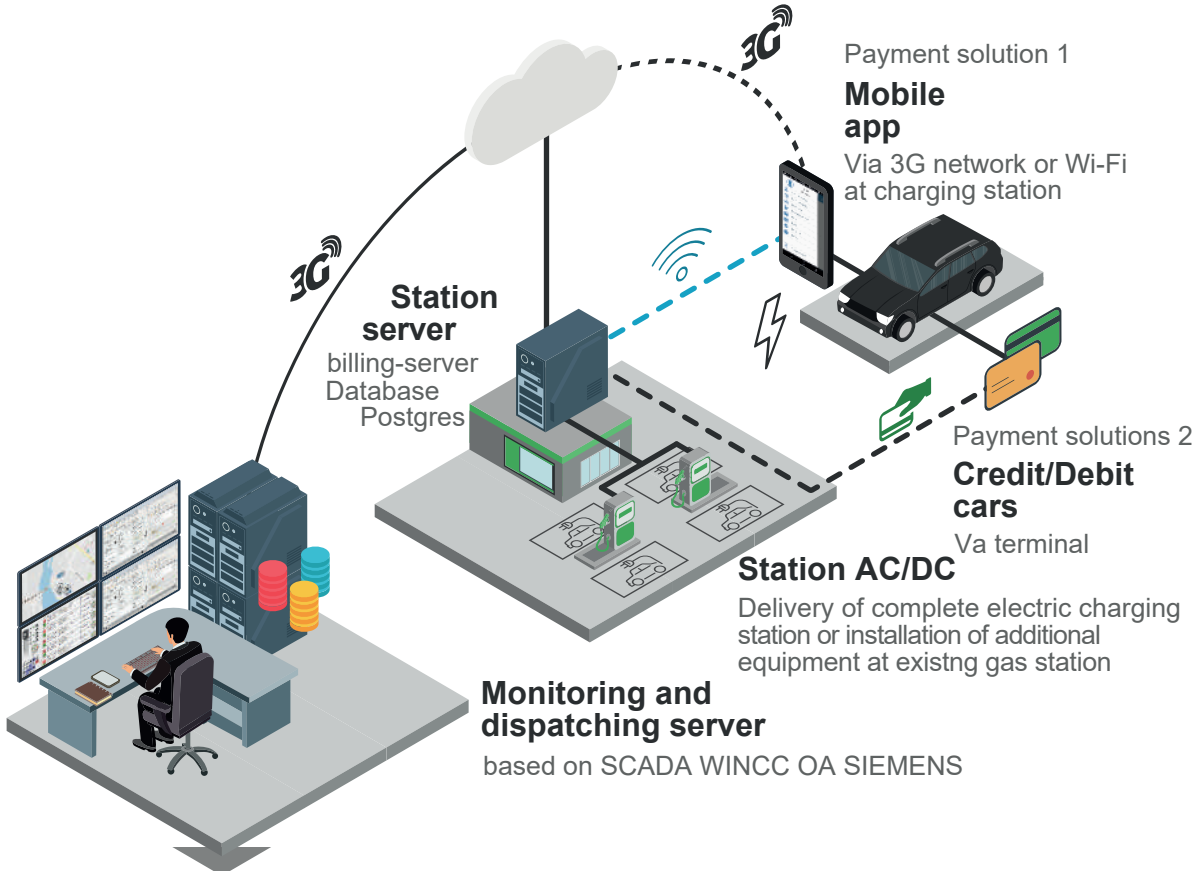 3G
Payment solution 1
Mobile
app
Via 3G network or Wi-Fi
at charging station
3G
Station
server
billing-server
Database
Postgres
Payment solutions 2
Credit/Debit
cars
Va terminal
Station AC/DC
Delivery of complete electric charging
station or installation of additional
equipment at existng gas station
Monitoring and
dispatching server
based on SCADA WINCC OA SIEMENS